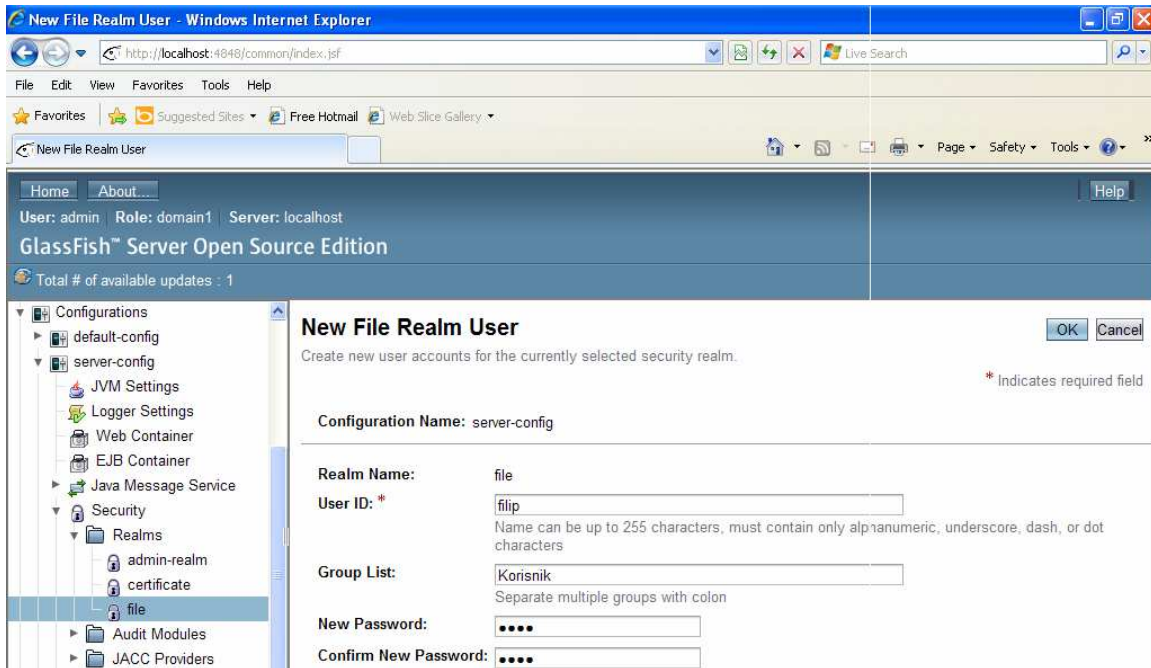 New File Realm User - Windows Internet Explorer
http://localhost:4848/common/index.jsf
Live Search
File Edit View Favorites Tools Help
Favorites Suggested Sites Free Hotmail Web Slice Gallery
New File Realm User
Page Safety Tools
Home About... Help
User: admin Role: domain1 Server: localhost
GlassFish™ Server Open Source Edition
Total # of available updates : 1
Configurations
default-config
server-config
JVM Settings
Logger Settings
Web Container
EJB Container
Java Message Service
Security
Realms
admin-realm
certificate
file
Audit Modules
JACC Providers
New File Realm User
OK Cancel
Create new user accounts for the currently selected security realm.
* Indicates required field
Configuration Name: server-config
Realm Name: file
User ID: * filip
Name can be up to 255 characters, must contain only alphanumeric, underscore, dash, or dot
characters
Group List: Korisnik
Separate multiple groups with colon
New Password: ••••
Confirm New Password: ••••